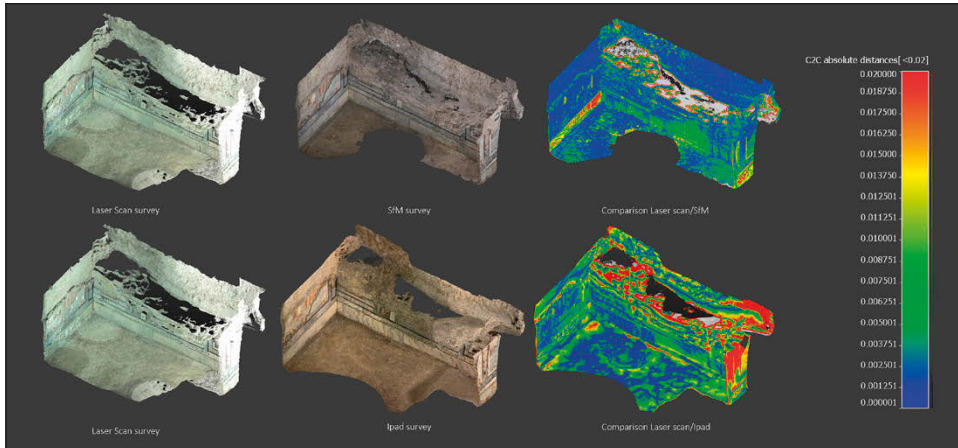 C2C absolute distances[ <0.02]
0.020000
0.018750
0.017500
0.016250
0.015000
0.013750
0.012501
0.011251
0.010001
0.008751
0.007501
0.006251
0.005001
0.003751
0.002501
0.001251
0.000001
Laser Scan survey
SfM survey
Comparison Laser scan/SfM
Laser Scan survey
Ipad survey
Comparison Laser scan/Ipad